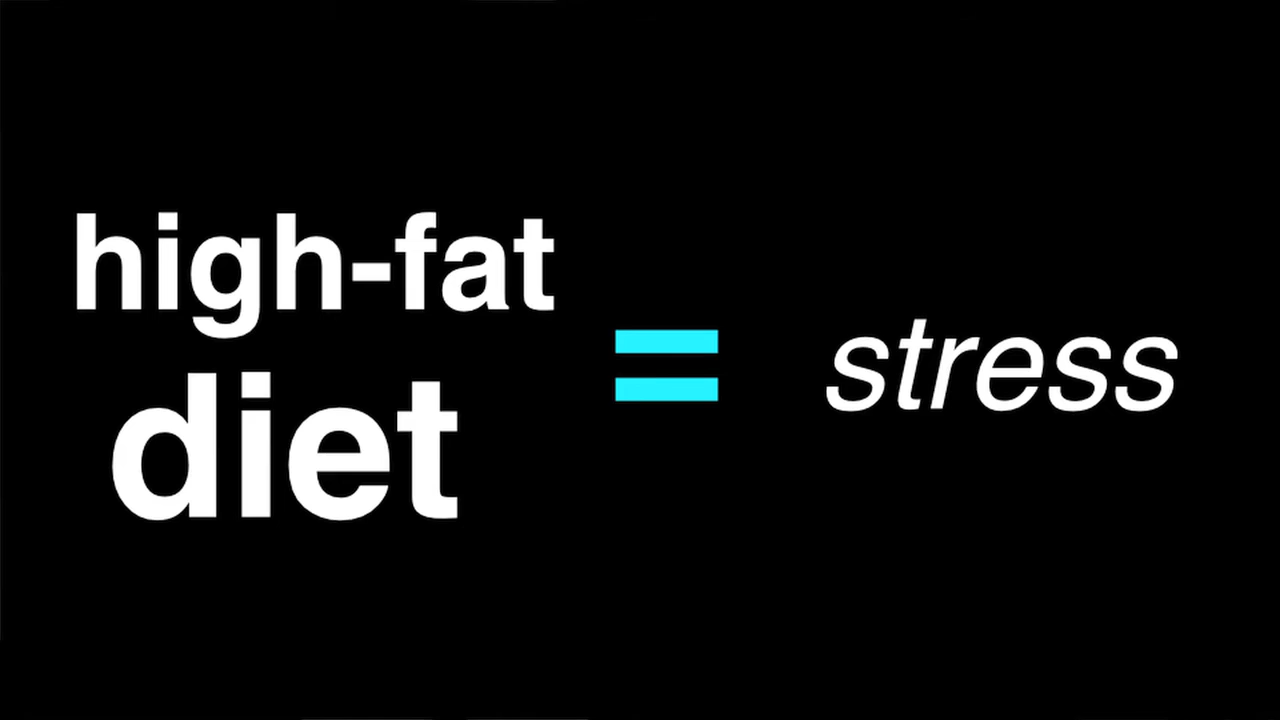 high-fat
diet
=
stress